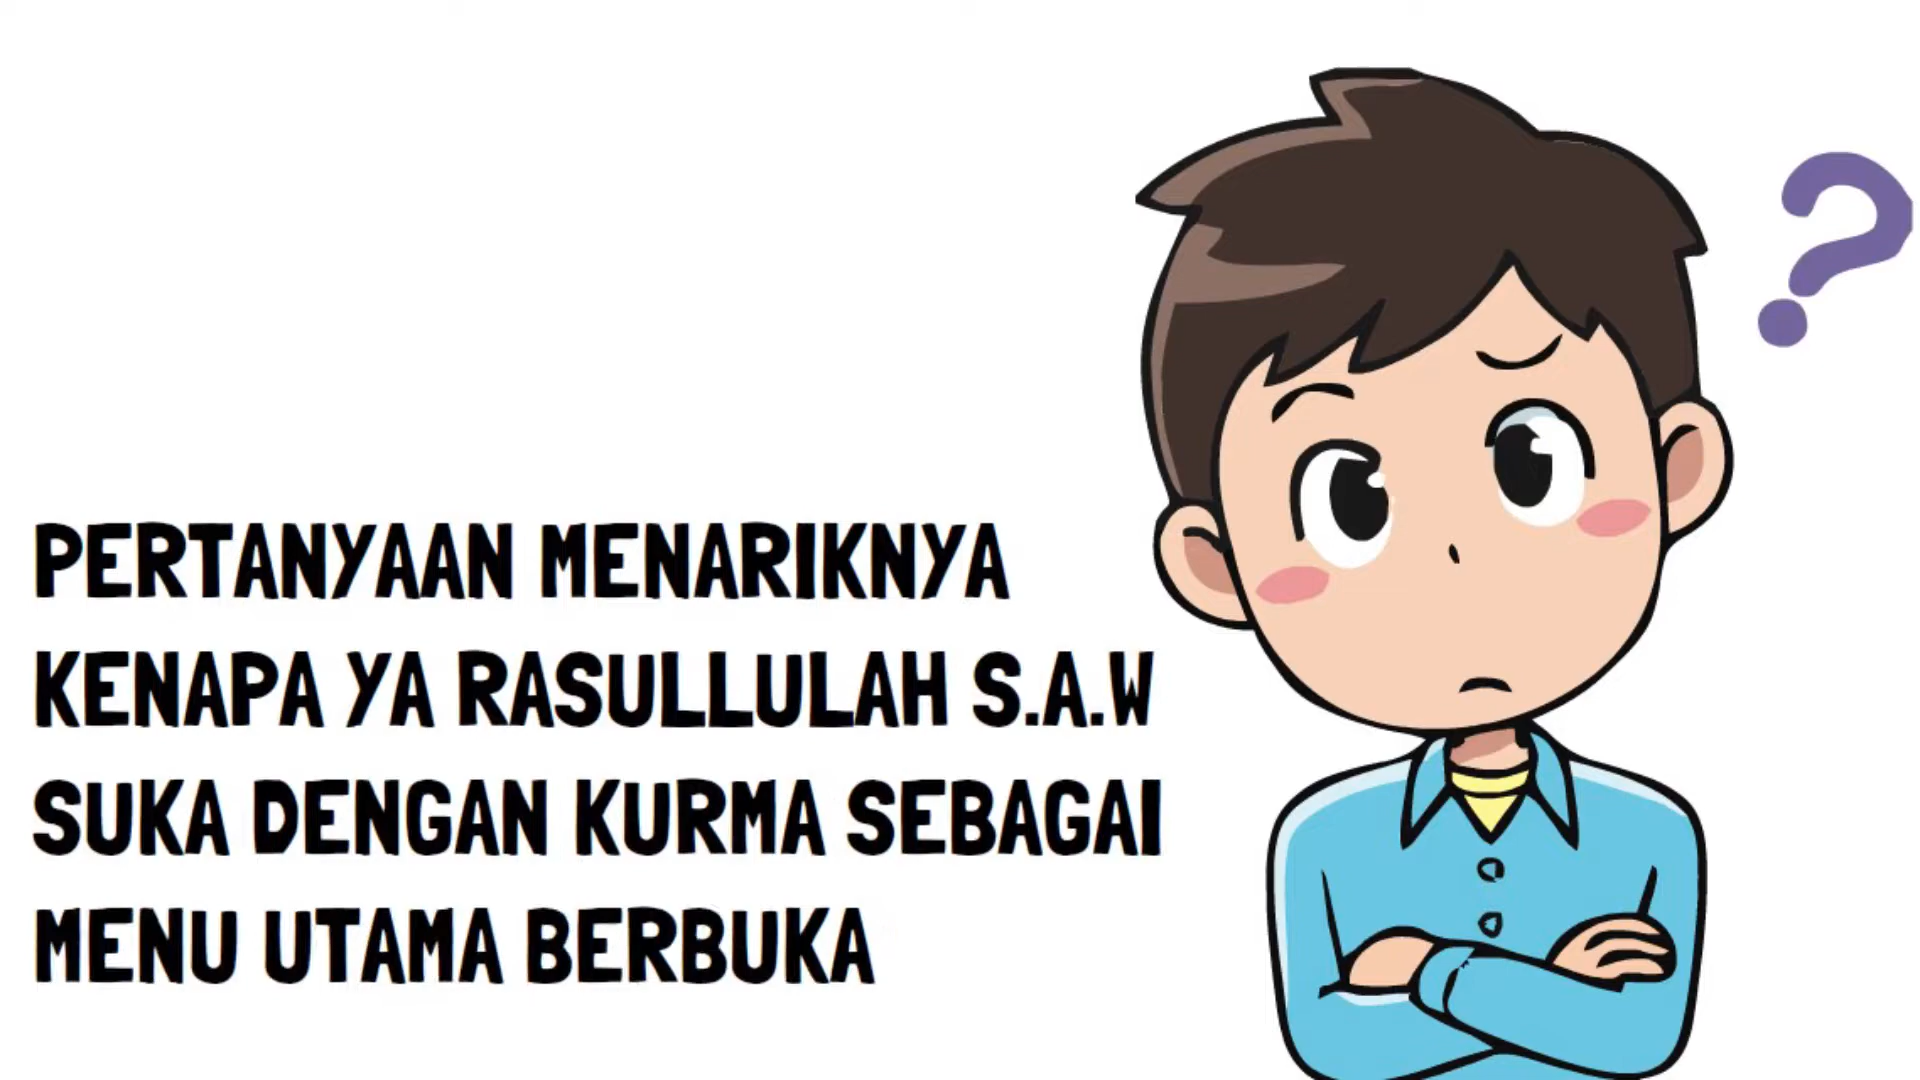 PERTANYAAN MENARIKNYA
KENAPA YA RASULLULAH S.A.W
SUKA DENGAN KURMA SEBAGAI
MENU UTAMA BERBUKA
?